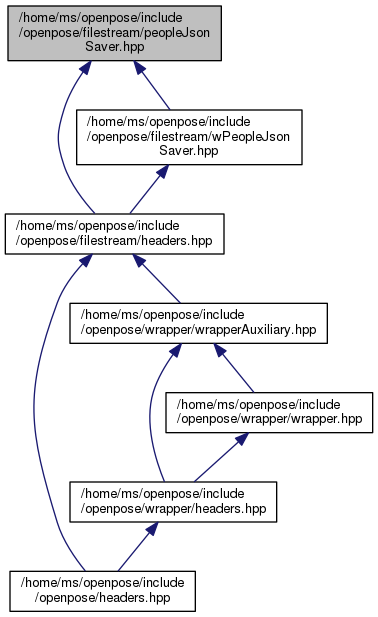 /home/ms/openpose/include
/openpose/filestream/peopleJson
Saver.hpp
/home/ms/openpose/include
/openpose/filestream/wPeopleJson
Saver.hpp
/home/ms/openpose/include
/openpose/filestream/headers.hpp
/home/ms/openpose/include
/openpose/wrapper/wrapperAuxiliary.hpp
/home/ms/openpose/include
/openpose/wrapper/wrapper.hpp
/home/ms/openpose/include
/openpose/wrapper/headers.hpp
/home/ms/openpose/include
/openpose/headers.hpp